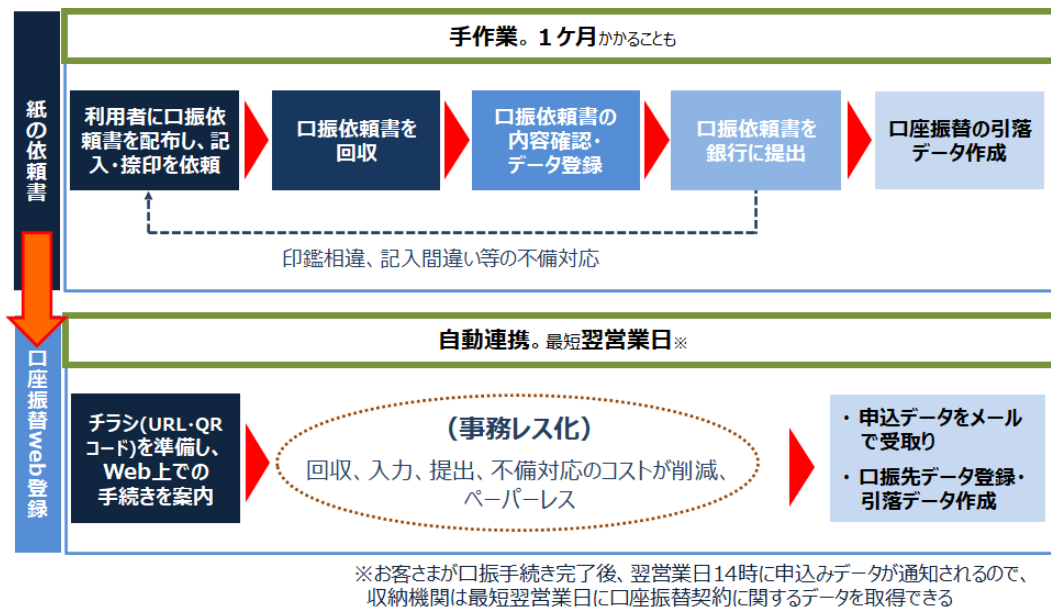 手作業。1ケ月かかることも
紙の依頼書
利用者に口振依
頼書を配布し、記
入・捺印を依頼
口振依頼書を
回収
口振依頼書の
内容確認・
データ登録
口振依頼書を
銀行に提出
口座振替の引落
データ作成
印鑑相違、記入間違い等の不備対応
自動連携。最短翌営業日※
口座振替web登録
チラシ(URL・QR
コード)を準備し、
Web上での
手続きを案内
(事務レス化)
回収、入力、提出、不備対応のコストが削減、
ペーパーレス
・ 申込データをメール
で受取り
・ 口振先データ登録・
引落データ作成
※お客さまが口振手続き完了後、翌営業日14時に申込みデータが通知されるので、
収納機関は最短翌営業日に口座振替契約に関するデータを取得できる